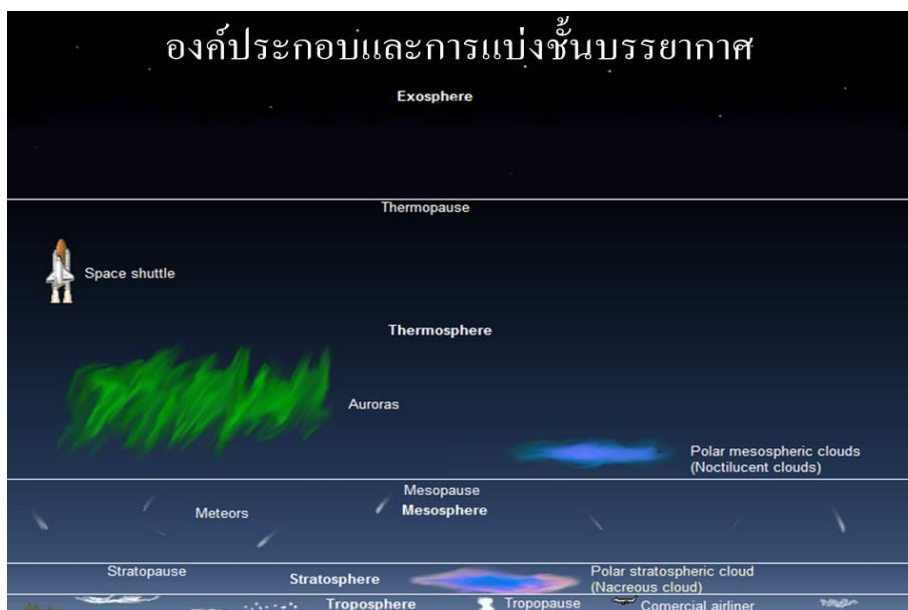 องค์ประกอบและการแบ่งชั้นบรรยากาศ
Exosphere
Thermopause
Space shuttle
Thermosphere
Auroras
Polar mesospheric clouds
(Noctilucent clouds)
Mesopause
Meteors
Mesosphere
Stratopause
Stratosphere
Polar stratospheric cloud
(Nacreous cloud)
Troposphere
Tropopause
Comercial airliner